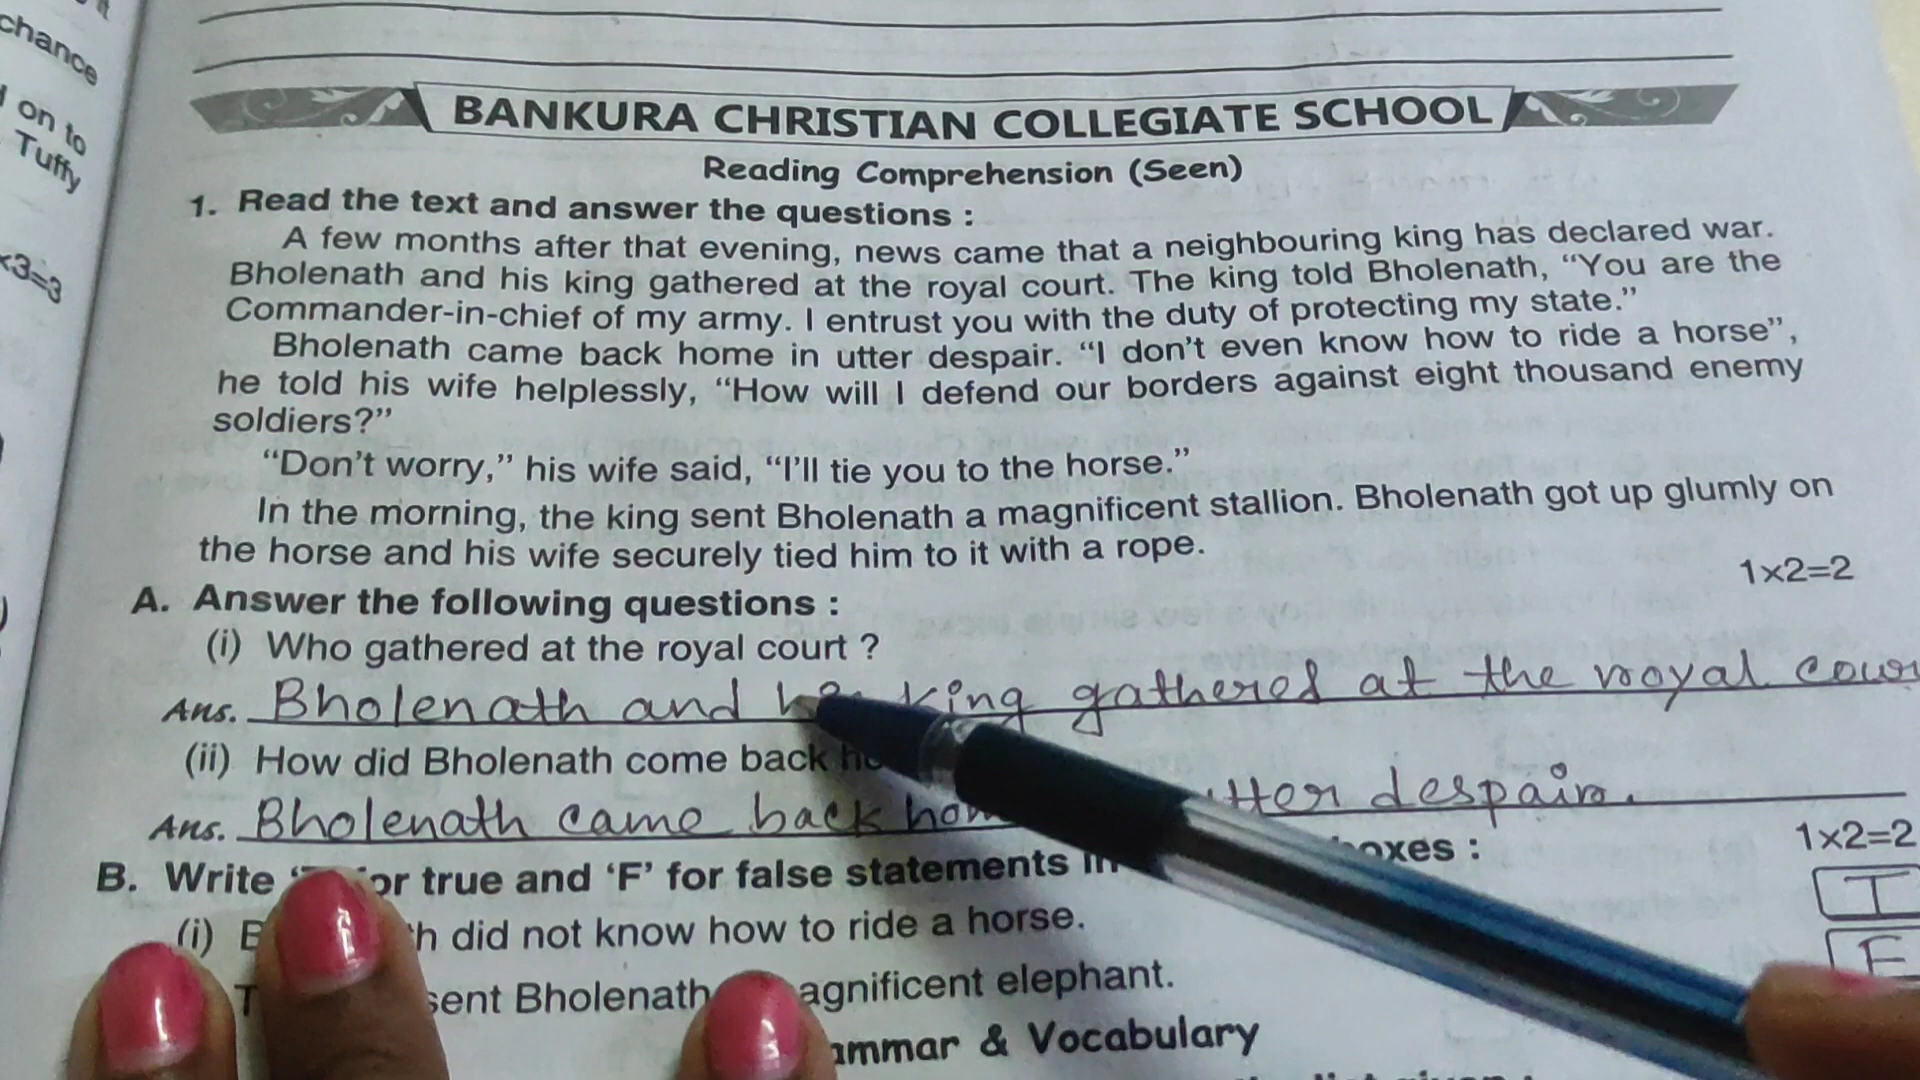 chance
on to
Tuffy
×3=3
BANKURA CHRISTIAN COLLEGIATE SCHOOL
Reading Comprehension (Seen)
1. Read the text and answer the questions :
A few months after that evening, news came that a neighbouring king has declared war.
Bholenath and his king gathered at the royal court. The king told Bholenath, “You are the
Commander-in-chief of my army. I entrust you with the duty of protecting my state.”
Bholenath came back home in utter despair. “I don’t even know how to ride a horse”,
he told his wife helplessly, “How will I defend our borders against eight thousand enemy
soldiers?”
“Don’t worry,” his wife said, “I’ll tie you to the horse.”
In the morning, the king sent Bholenath a magnificent stallion. Bholenath got up glumly on
the horse and his wife securely tied him to it with a rope.
A. Answer the following questions : 1×2=2
(i) Who gathered at the royal court ?
Ans. Bholenath and king gathered at the royal
(ii) How did Bholenath come back
Ans. Bholenath came back despair.
B. Write for true and ‘F’ for false statements in : 1×2=2
(i) did not know how to ride a horse. T
sent Bholenath elephant. F
& Vocabulary